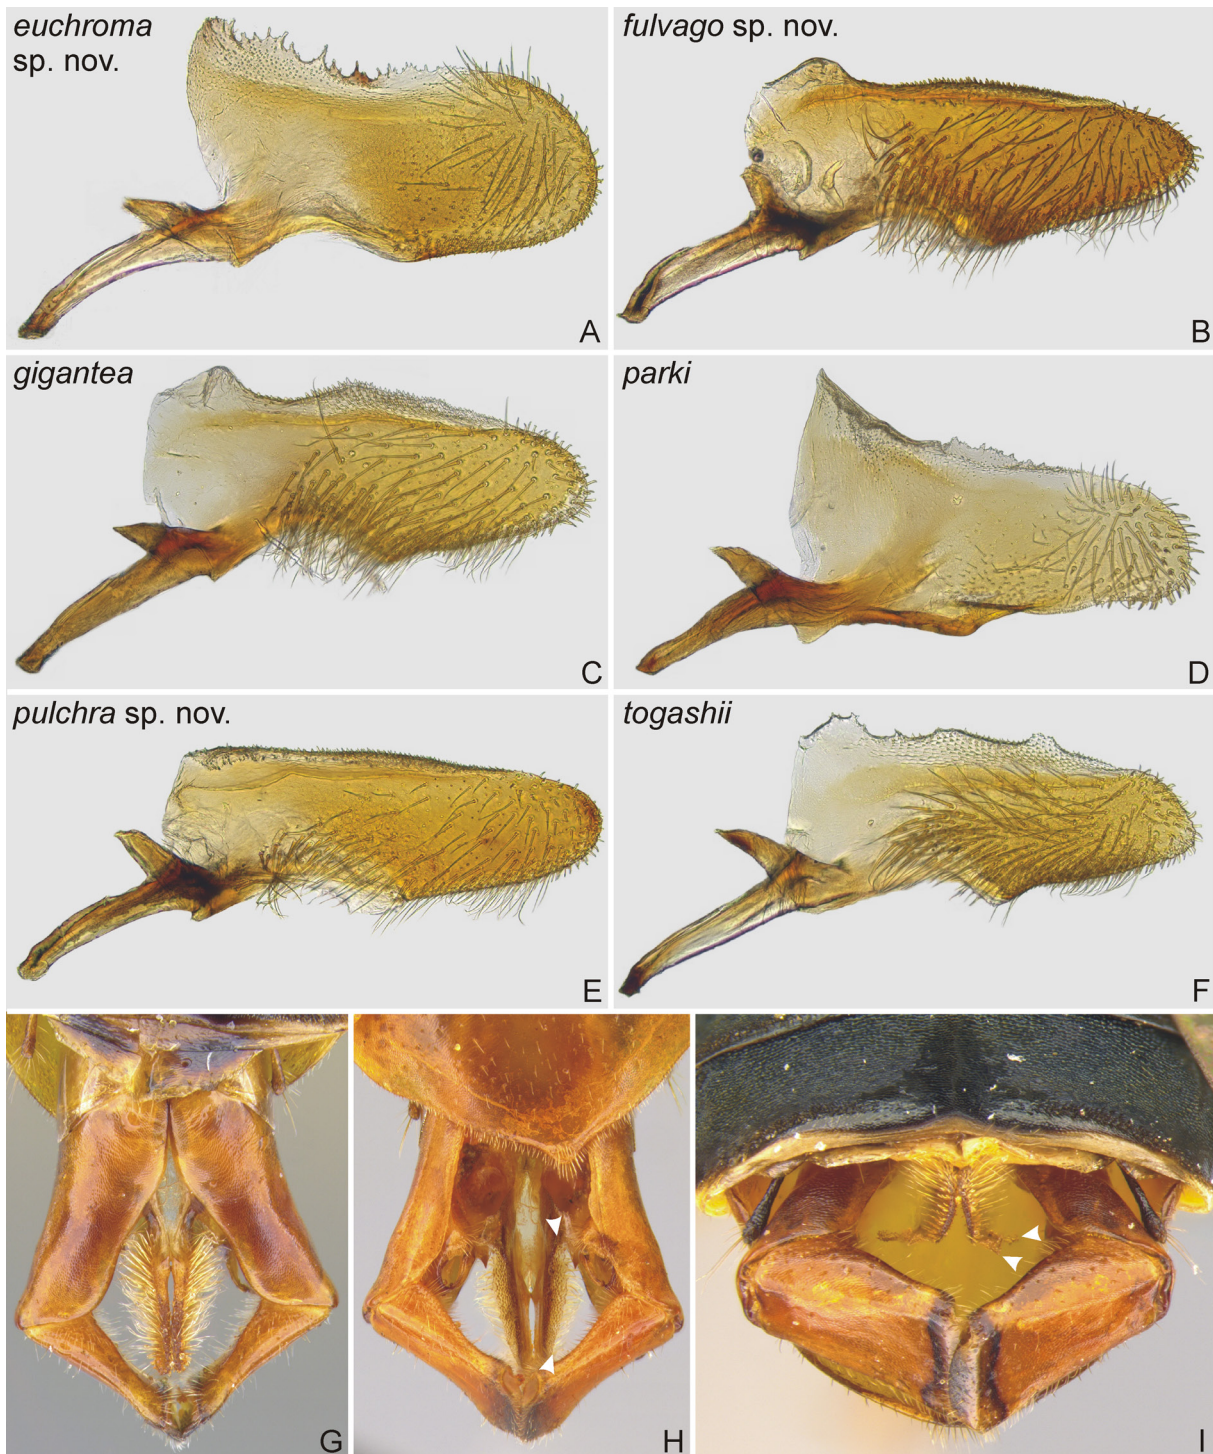 euchroma
sp. nov.
A
fulvago sp. nov.
B
gigantea
C
parki
D
pulchra sp. nov.
E
togashii
F
G
H
I